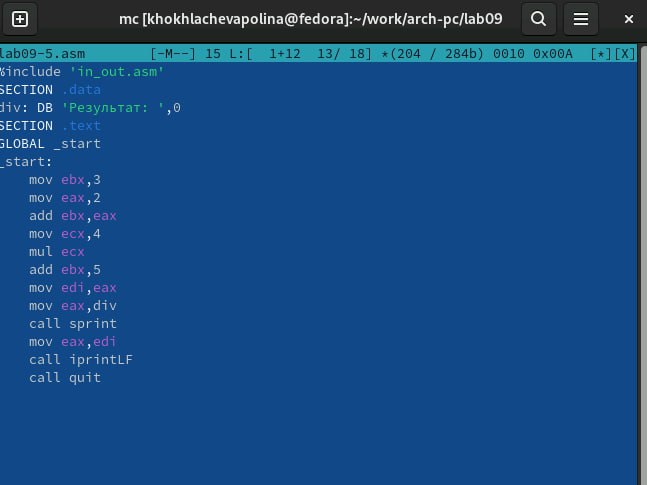 mc [khokhlachevapolina@fedora]:~/work/arch-pc/lab09
lab09-5.asm [-M--] 15 L:[ 1+12 13/ 18] *(204 / 284b) 0010 0x00A [*][X]
%include 'in_out.asm'
SECTION .data
div: DB 'Результат: ',0
SECTION .text
GLOBAL _start
_start:
mov ebx,3
mov eax,2
add ebx,eax
mov ecx,4
mul ecx
add ebx,5
mov edi,eax
mov eax,div
call sprint
mov eax,edi
call iprintLF
call quit